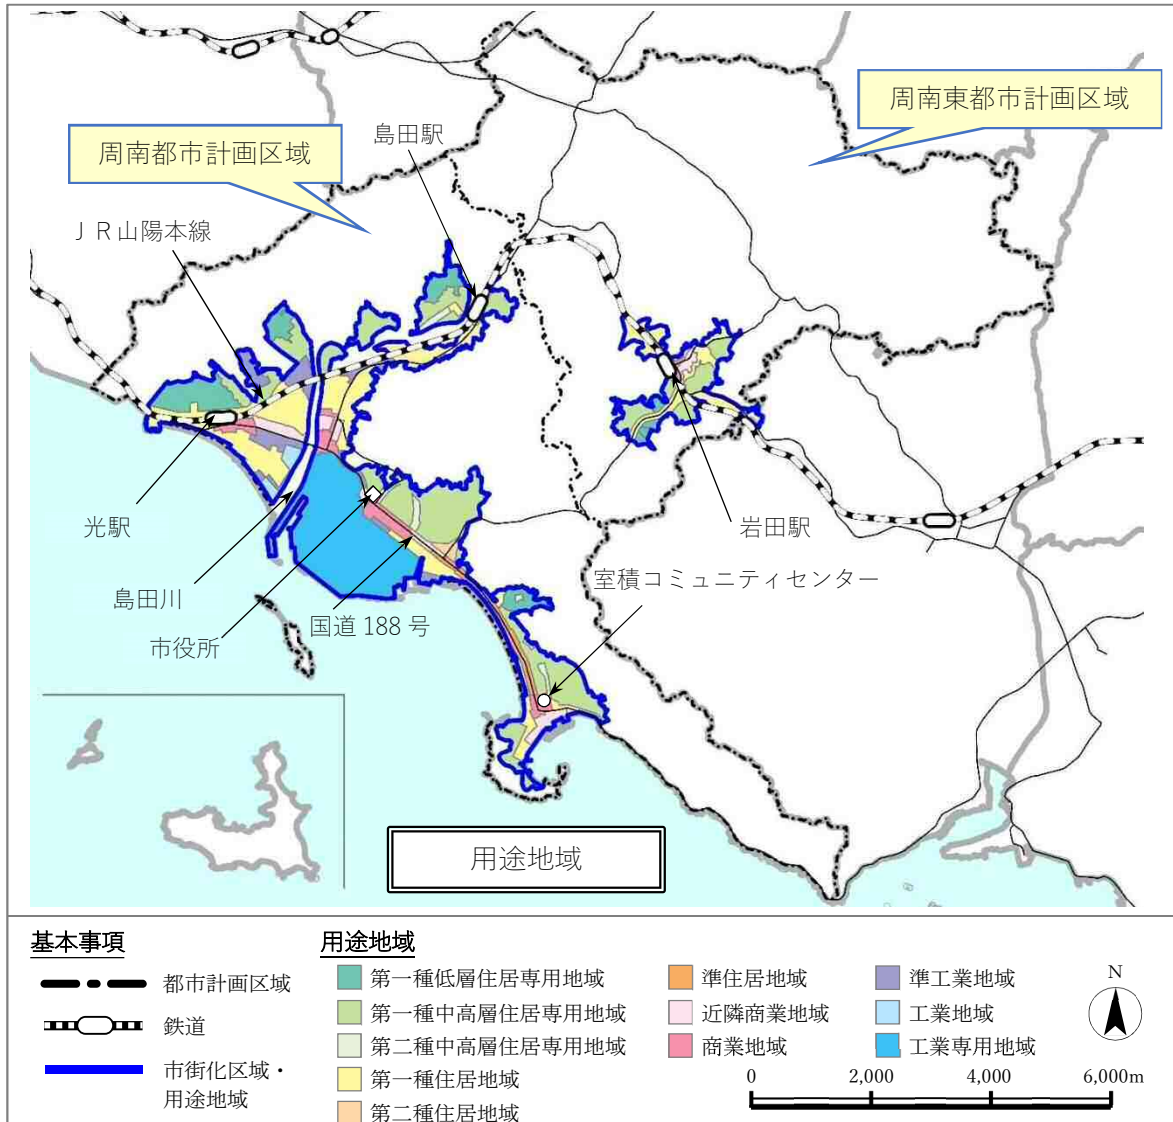 周南東都市計画区域
島田駅
周南都市計画区域
ＪＲ山陽本線
光駅
岩田駅
室積コミュニティセンター
島田川
国道 188 号
市役所
用途地域
基本事項
都市計画区域
鉄道
市街化区域・
用途地域
用途地域
第一種低層住居専用地域
第一種中高層住居専用地域
第二種中高層住居専用地域
第一種住居地域
第二種住居地域
準住居地域
近隣商業地域
商業地域
準工業地域
工業地域
工業専用地域
N
0 2,000 4,000 6,000m